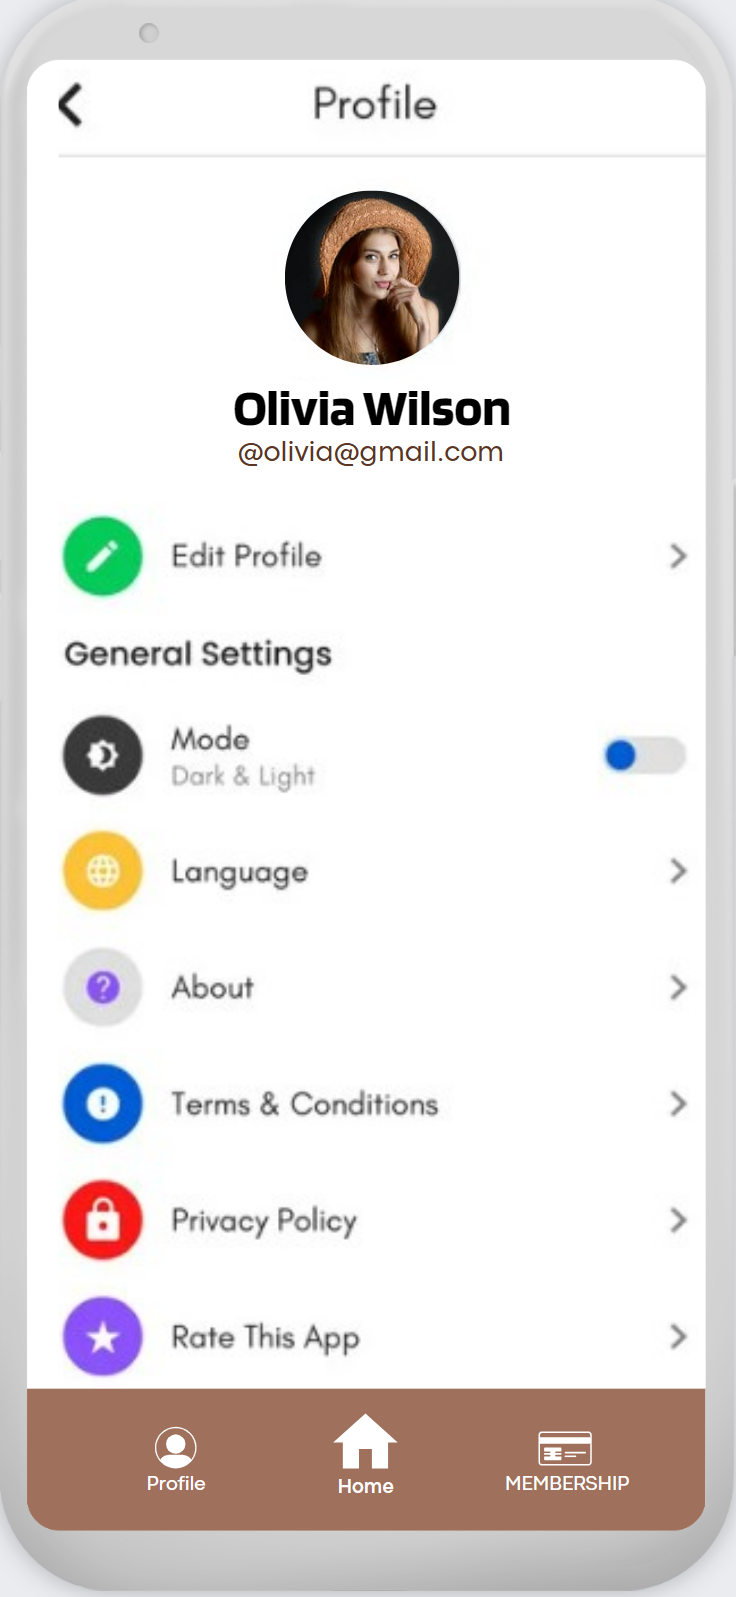 Profile
Olivia Wilson
@olivia@gmail.com
Edit Profile
General Settings
Mode
Dark & Light
Language
About
Terms & Conditions
Privacy Policy
Rate This App
Profile
Home
MEMBERSHIP